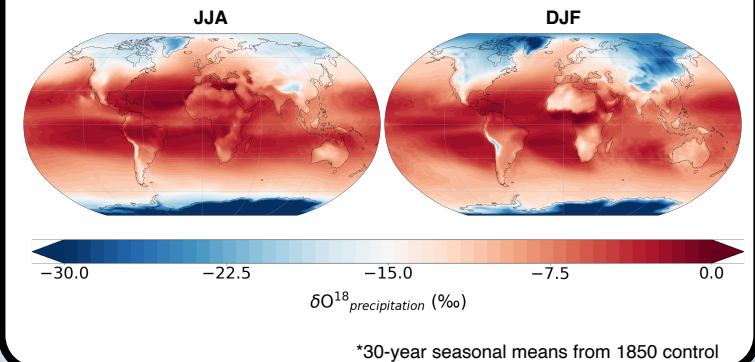 JJA DJF
−30.0 −22.5 −15.0 −7.5 0.0
δO¹⁸precipitation (‰)
*30-year seasonal means from 1850 control